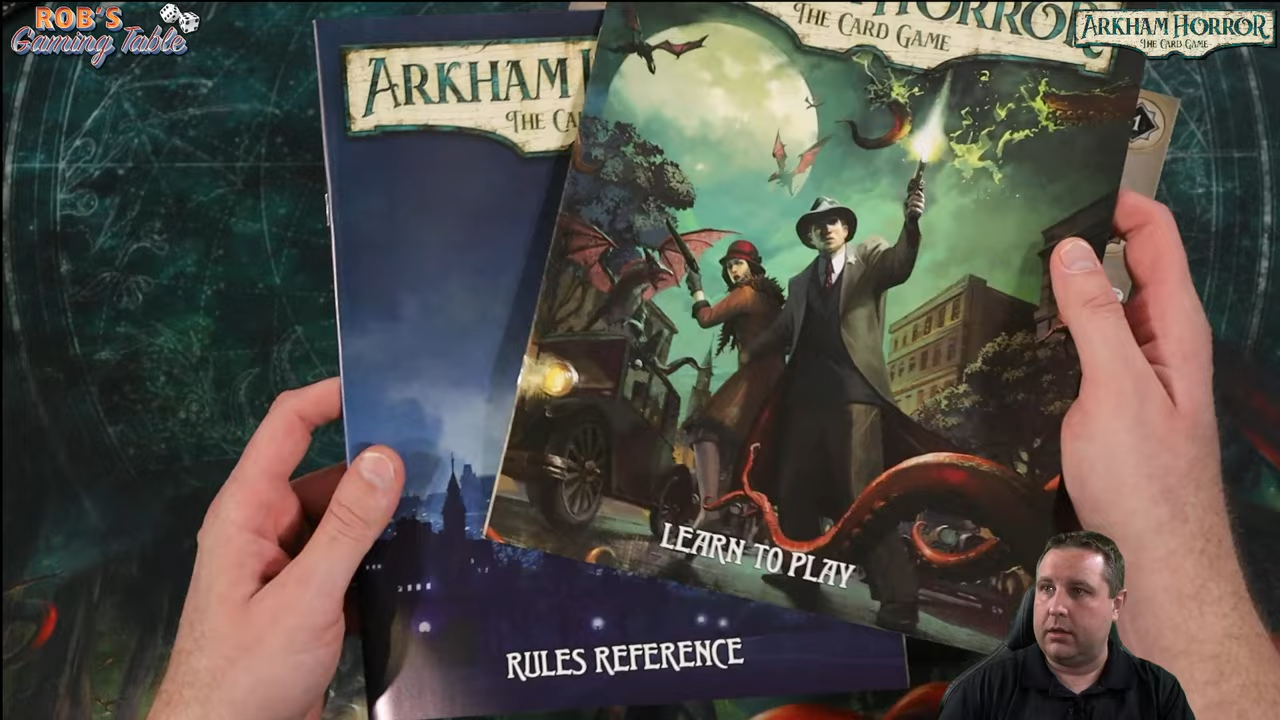 ROB'S
Gaming Table
ARKHAM HORROR
THE CARD GAME
ARKHAM
THE CA
HORROR
THE CARD GAME
1
LEARN TO PLAY
RULES REFERENCE